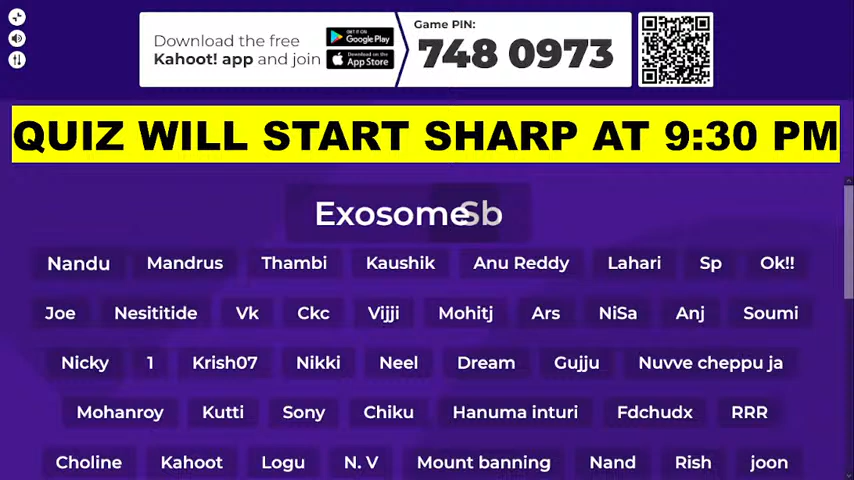 Download the free
Kahoot! app and join
GET IT ON
Google Play
Download on the
App Store
Game PIN:
748 0973
QUIZ WILL START SHARP AT 9:30 PM
Exosome Sb
Nandu Mandrus Thambi Kaushik Anu Reddy Lahari Sp Ok!!
Joe Nesititide Vk Ckc Vijji Mohitj Ars NiSa Anj Soumi
Nicky 1 Krish07 Nikki Neel Dream Gujju Nuvve cheppu ja
Mohanroy Kutti Sony Chiku Hanuma inturi Fdchudx RRR
Choline Kahoot Logu N. V Mount banning Nand Rish joon